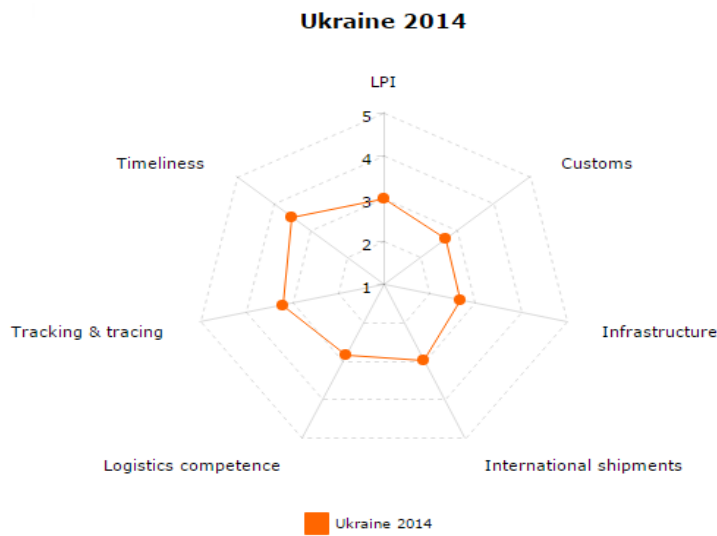 Ukraine 2014
LPI
5
Timeliness
Customs
4
3
2
1
Tracking & tracing
Infrastructure
Logistics competence
International shipments
Ukraine 2014